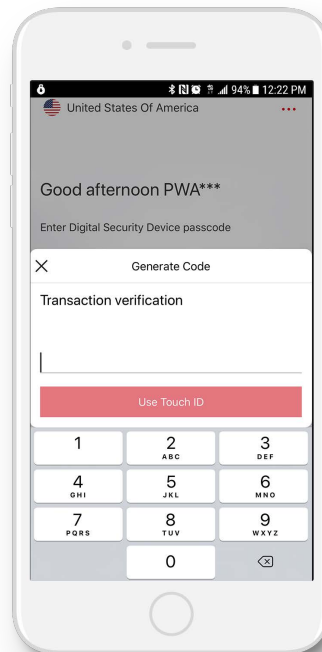 94% 12:22 PM
United States Of America
Good afternoon PWA***
Enter Digital Security Device passcode
Generate Code
Transaction verification
Use Touch ID
1 2 3
ABC DEF
4 5 6
GHI JKL MNO
7 8 9
PQRS TUV WXYZ
0